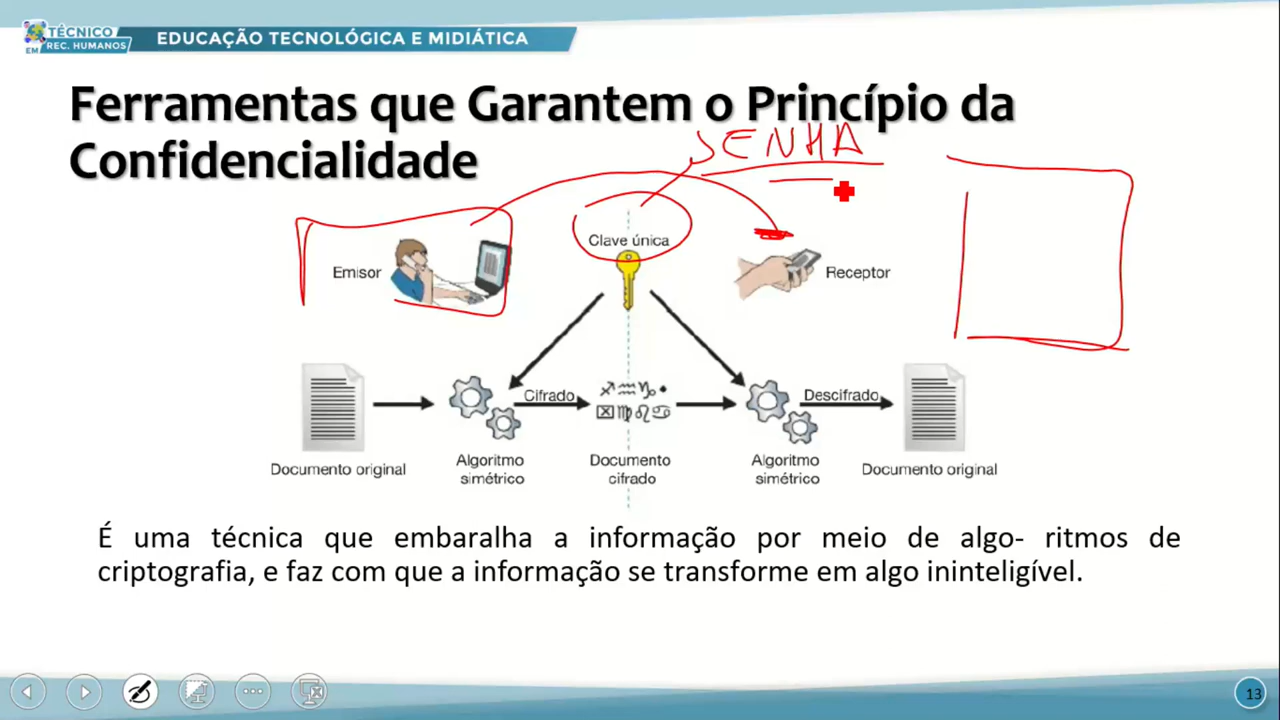 TÉCNICO
EM REC. HUMANOS
EDUCAÇÃO TECNOLÓGICA E MIDIÁTICA
Ferramentas que Garantem o Princípio da
Confidencialidade
SENHA
Clave única
Emisor
Receptor
Cifrado
Descifrado
Documento original
Algoritmo
simétrico
Documento
cifrado
Algoritmo
simétrico
Documento original
É uma técnica que embaralha a informação por meio de algo- ritmos de
criptografia, e faz com que a informação se transforme em algo ininteligível.
13